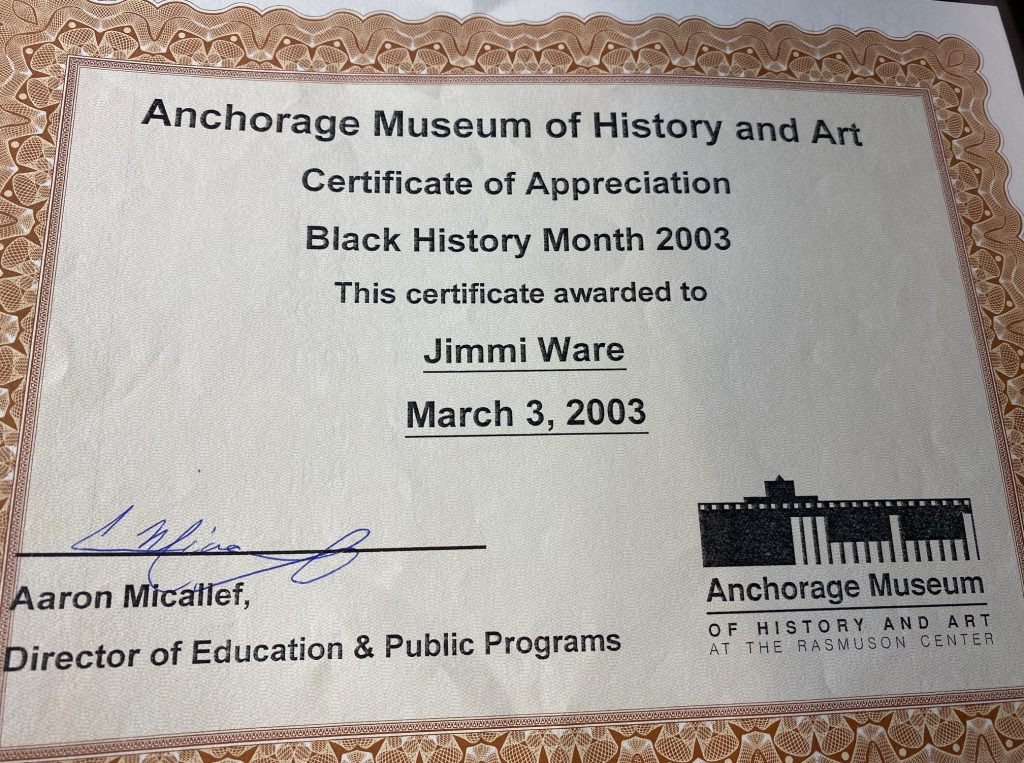 Anchorage Museum of History and Art
Certificate of Appreciation
Black History Month 2003
This certificate awarded to
Jimmi Ware
March 3, 2003
Aaron Micallef,
Director of Education & Public Programs
Anchorage Museum
OF HISTORY AND ART
AT THE RASMUSON CENTER